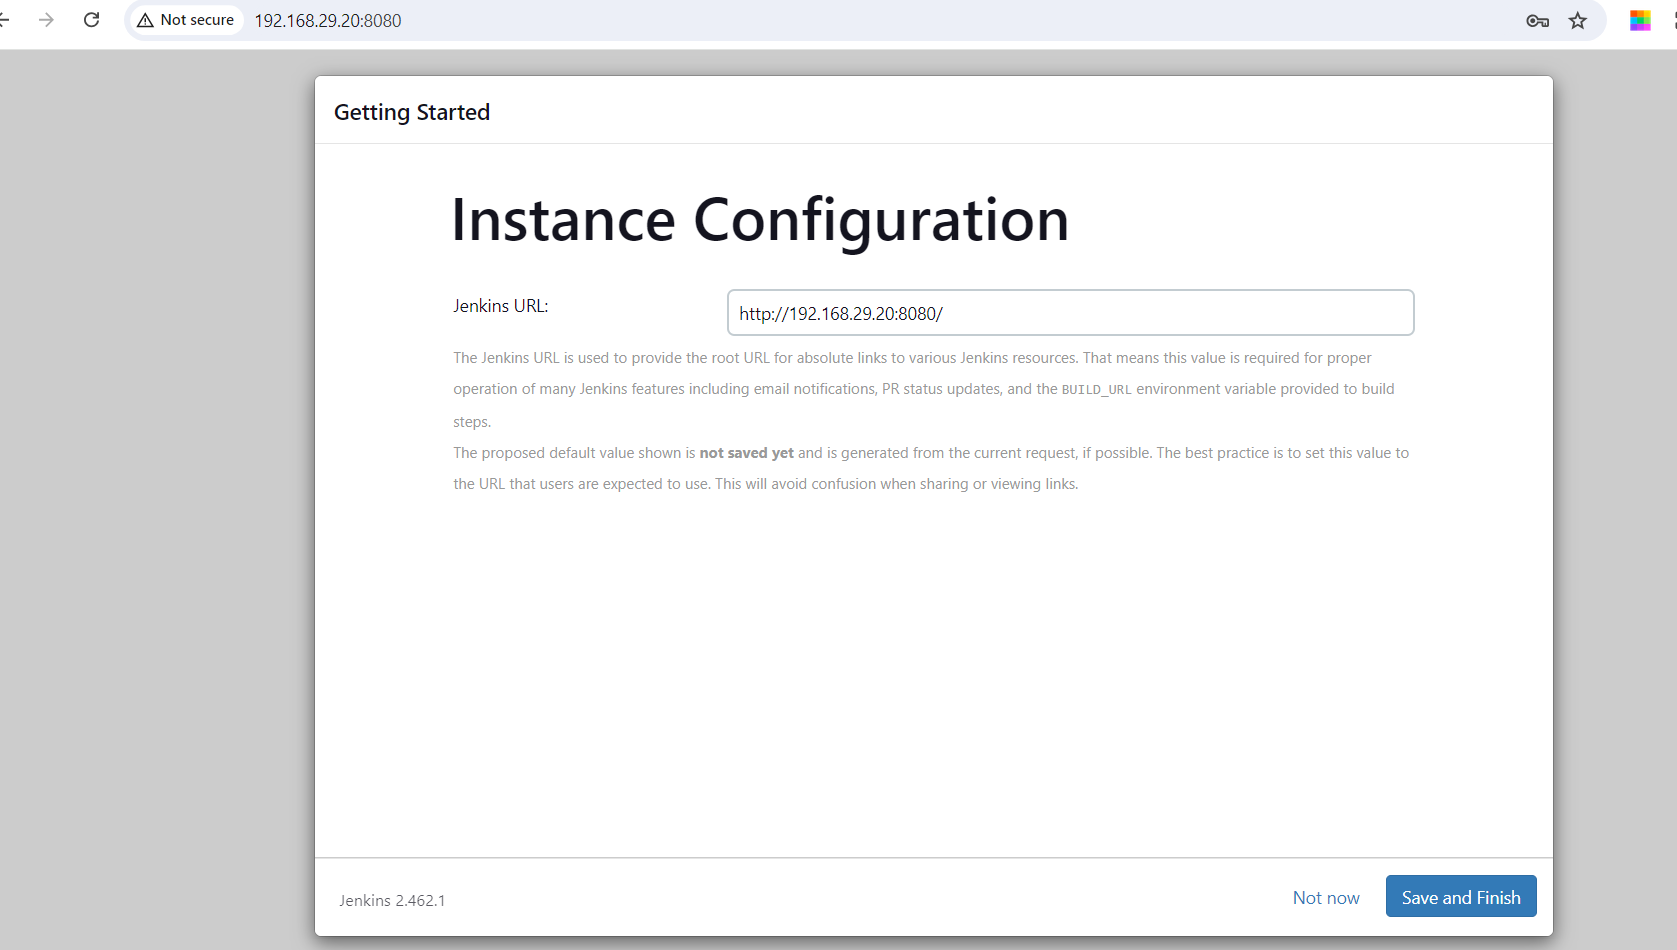 Not secure 192.168.29.20:8080
Getting Started
Instance Configuration
Jenkins URL: http://192.168.29.20:8080/
The Jenkins URL is used to provide the root URL for absolute links to various Jenkins resources. That means this value is required for proper
operation of many Jenkins features including email notifications, PR status updates, and the BUILD_URL environment variable provided to build
steps.
The proposed default value shown is not saved yet and is generated from the current request, if possible. The best practice is to set this value to
the URL that users are expected to use. This will avoid confusion when sharing or viewing links.
Jenkins 2.462.1 Not now Save and Finish